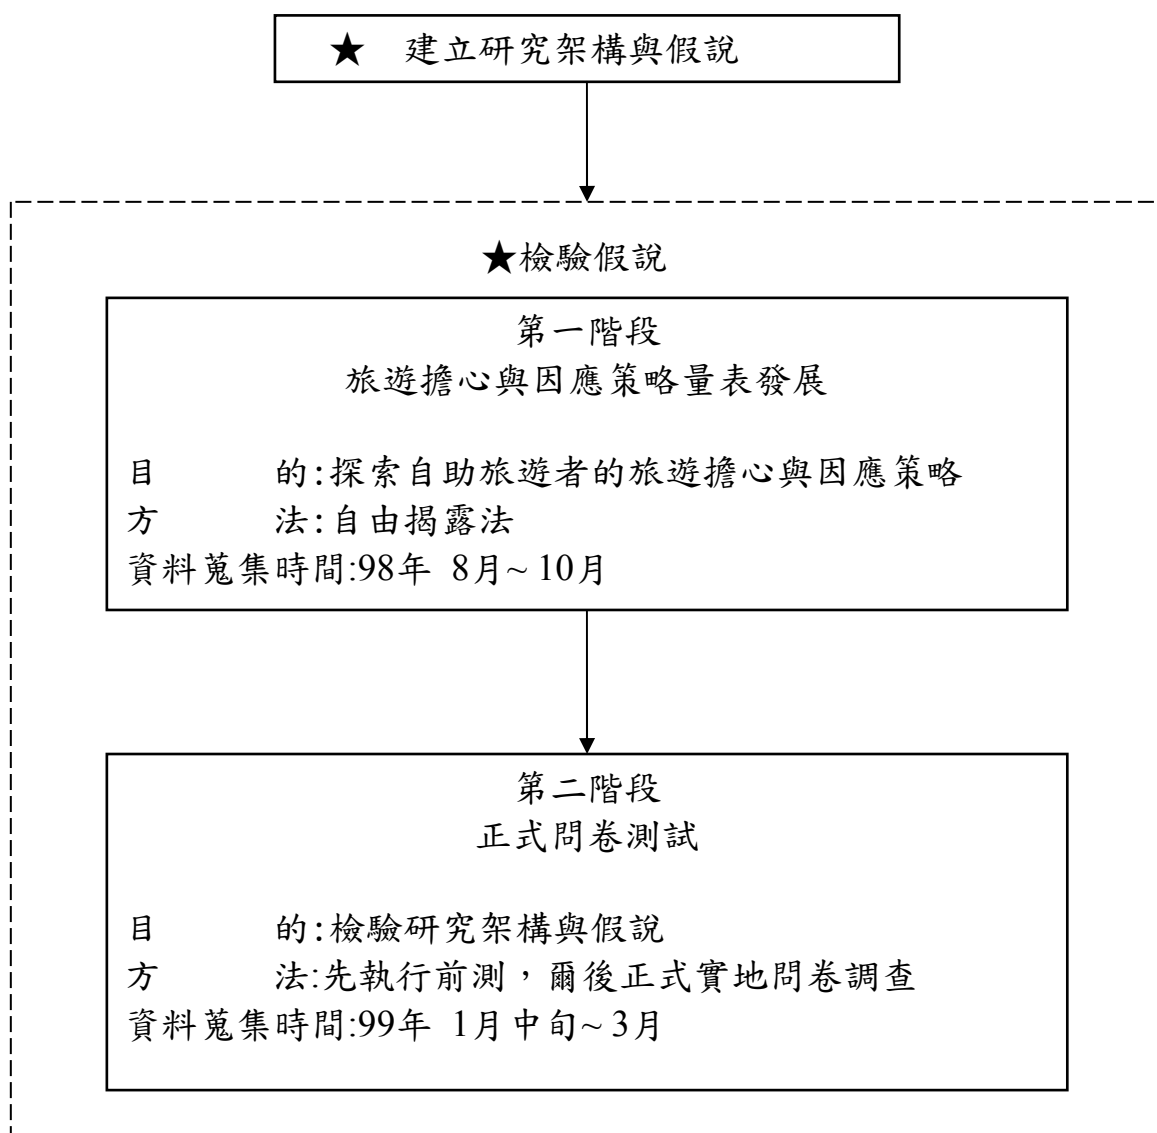 ★ 建立研究架構與假說
★檢驗假說
第一階段
旅遊擔心與因應策略量表發展
目 的:探索自助旅遊者的旅遊擔心與因應策略
方 法:自由揭露法
資料蒐集時間:98年 8月~10月
第二階段
正式問卷測試
目 的:檢驗研究架構與假說
方 法:先執行前測，爾後正式實地問卷調查
資料蒐集時間:99年 1月中旬~3月